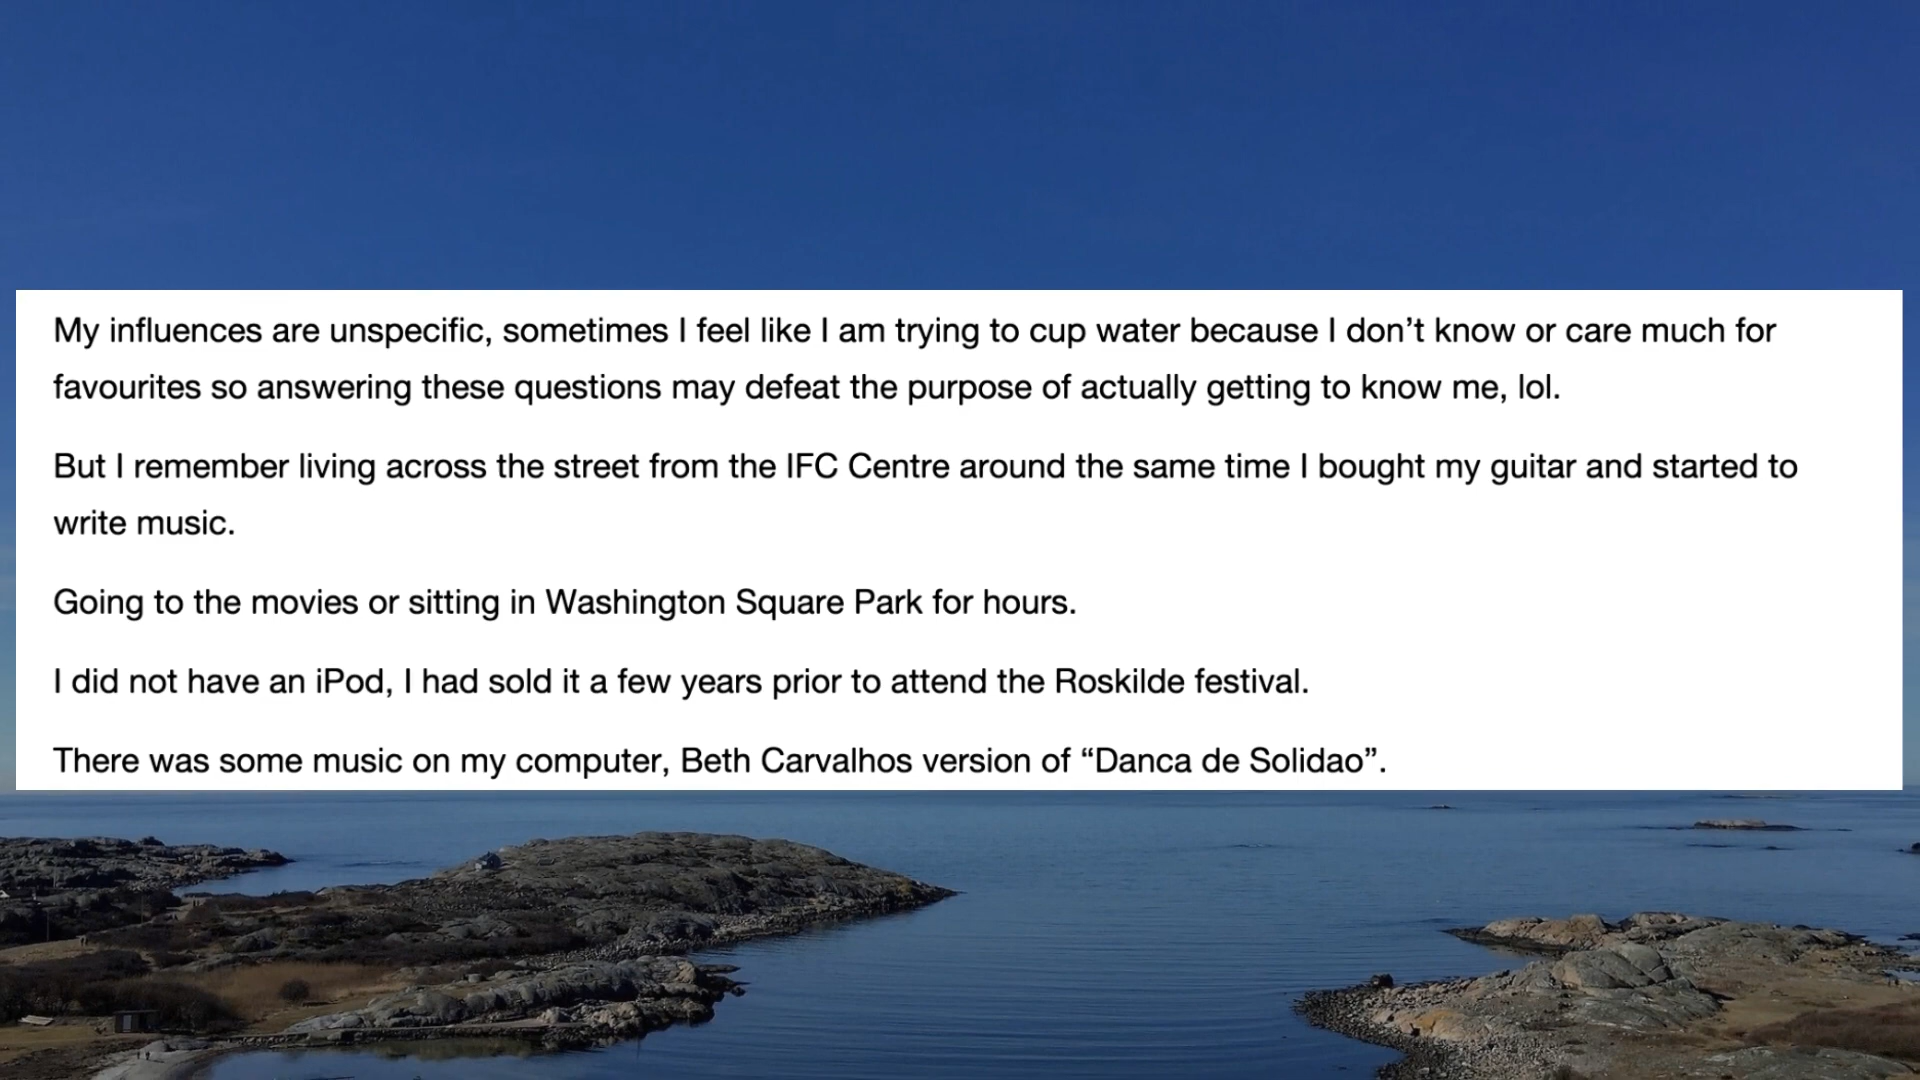 My influences are unspecific, sometimes I feel like I am trying to cup water because I don’t know or care much for
favourites so answering these questions may defeat the purpose of actually getting to know me, lol.
But I remember living across the street from the IFC Centre around the same time I bought my guitar and started to
write music.
Going to the movies or sitting in Washington Square Park for hours.
I did not have an iPod, I had sold it a few years prior to attend the Roskilde festival.
There was some music on my computer, Beth Carvalhos version of “Danca de Solidao”.